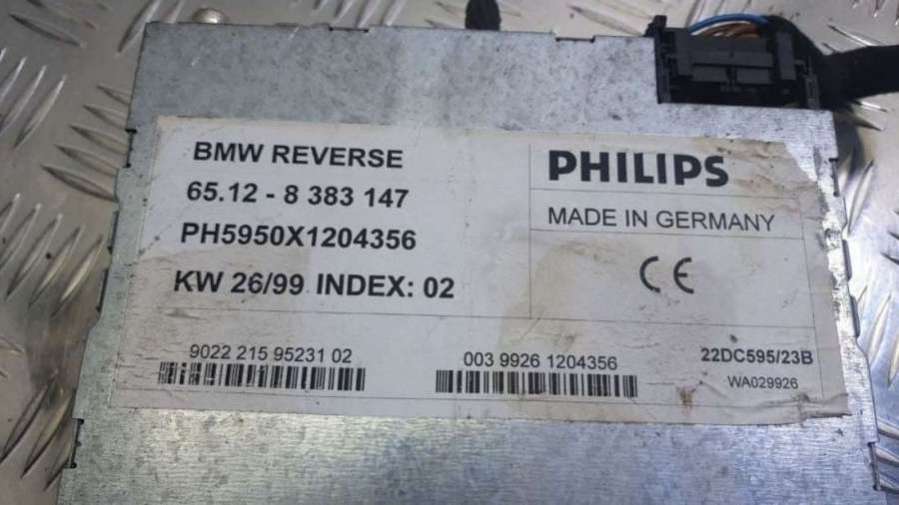 BMW REVERSE
65.12 - 8 383 147
PH5950X1204356
KW 26/99 INDEX: 02
PHILIPS
MADE IN GERMANY
CE
9022 215 95231 02
003 9926 1204356
22DC595/23B
WA029926